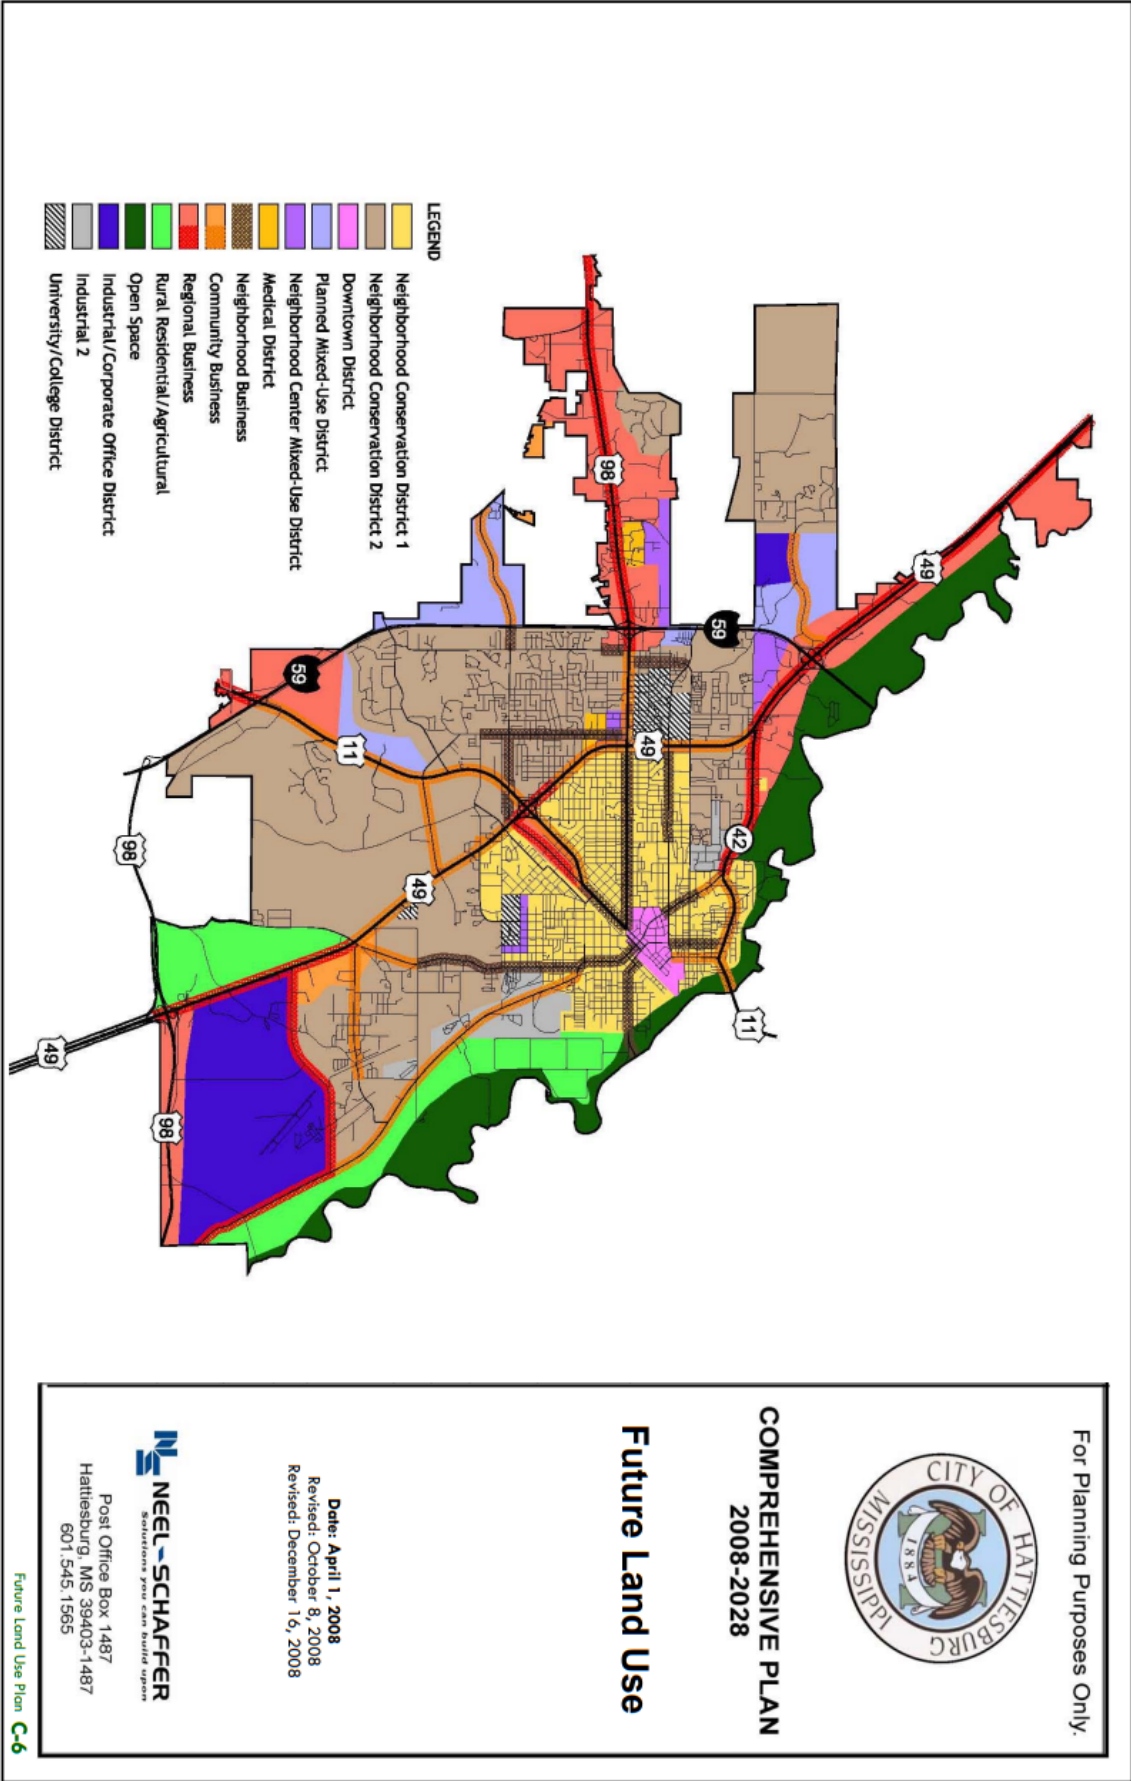 For Planning Purposes Only.
CITY OF HATTIESBURG
MISSISSIPPI
1884
COMPREHENSIVE PLAN
2008-2028
Future Land Use
Date: April 1, 2008
Revised: October 8, 2008
Revised: December 16, 2008
NS NEEL-SCHAFFER
Solutions you can build upon
Post Office Box 1487
Hattiesburg, MS 39403-1487
601.545.1565
Future Land Use Plan C-6
LEGEND
Neighborhood Conservation District 1
Neighborhood Conservation District 2
Downtown District
Planned Mixed-Use District
Neighborhood Center Mixed-Use District
Medical District
Neighborhood Business
Community Business
Regional Business
Rural Residential/Agricultural
Open Space
Industrial/Corporate Office District
Industrial 2
University/College District
49
98
59
49
42
11
59
11
49
98
98
49